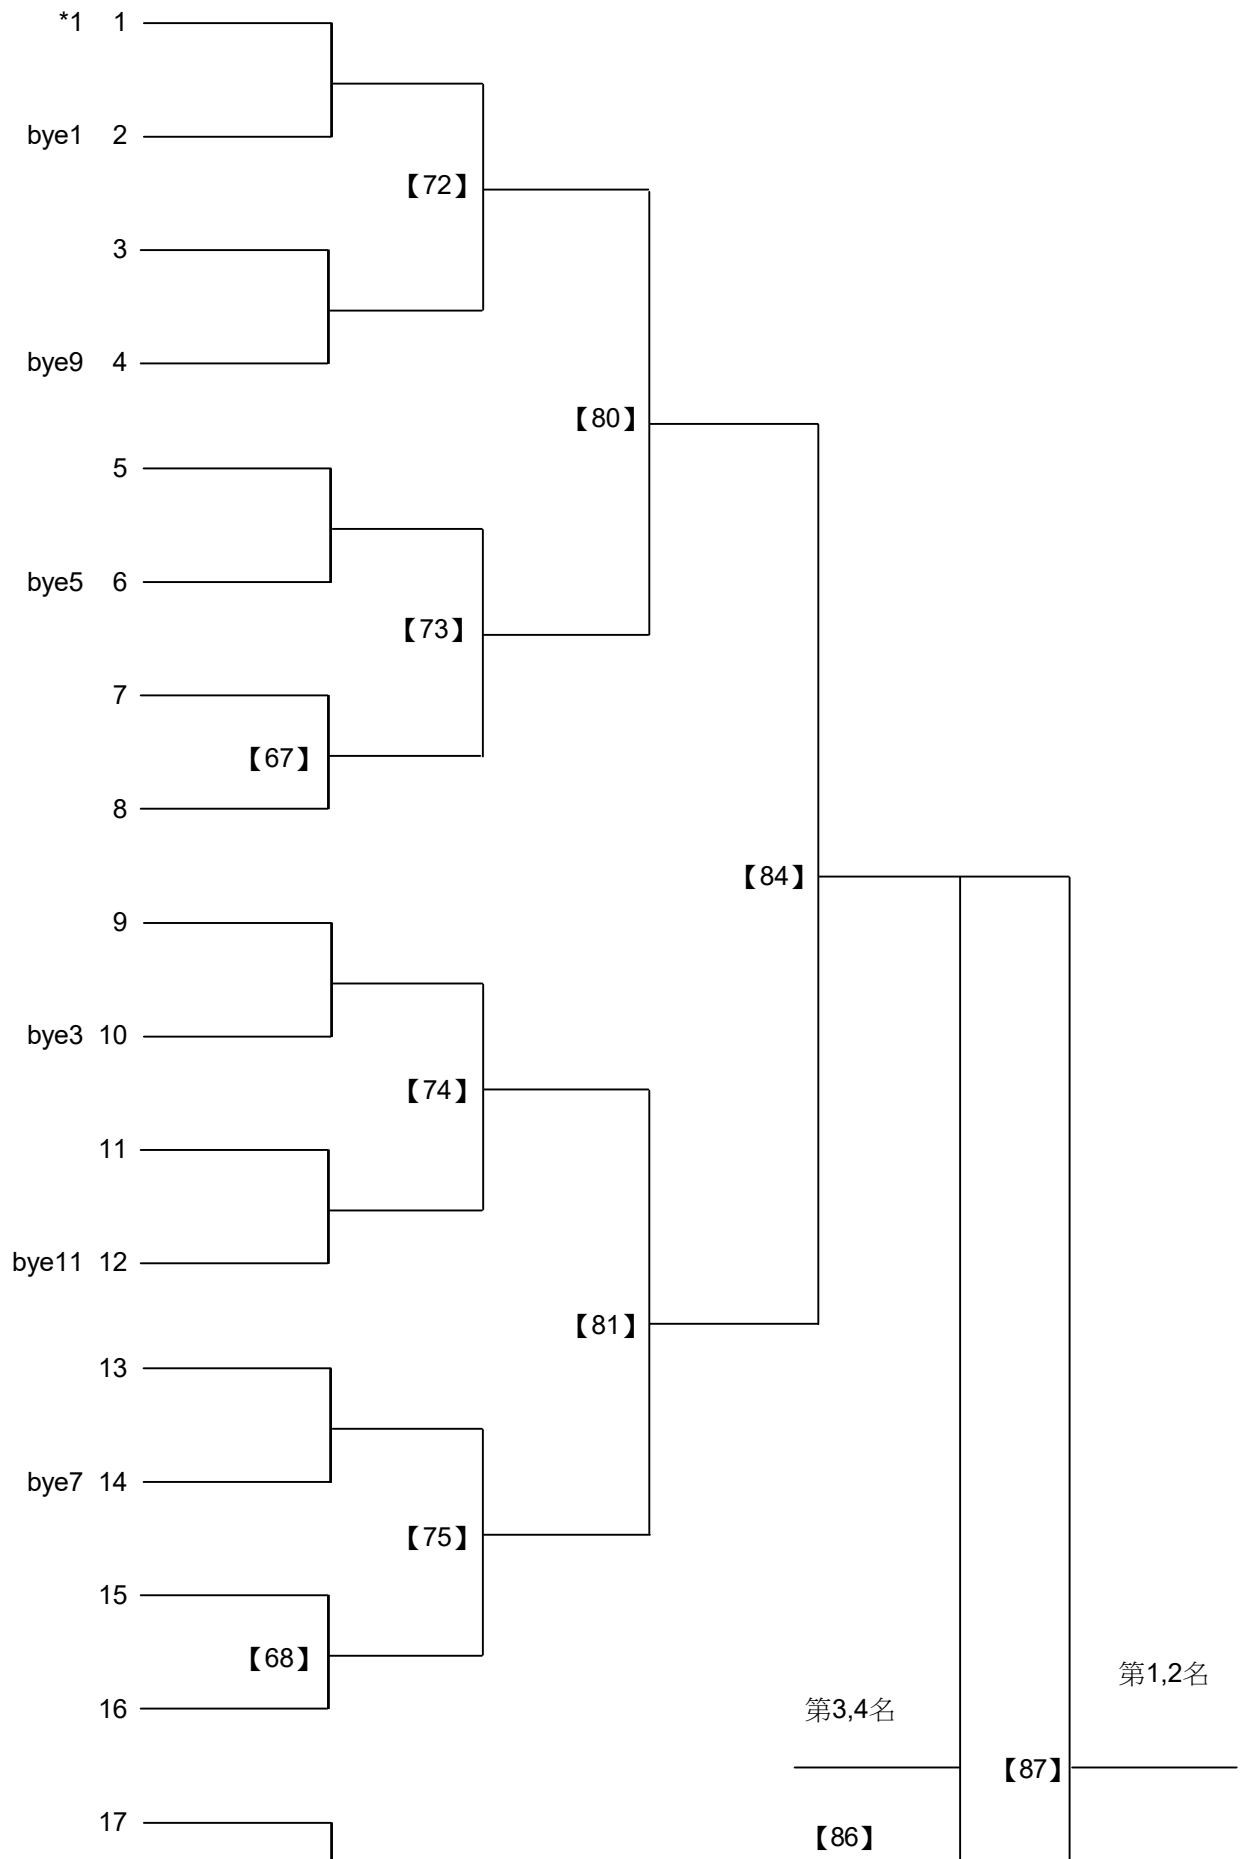 *1 1
bye1 2
【72】
3
bye9 4
【80】
5
bye5 6
【73】
7
【67】
8
【84】
9
bye3 10
【74】
11
bye11 12
【81】
13
bye7 14
【75】
15
【68】
第1,2名
16
第3,4名
【87】
17
【86】